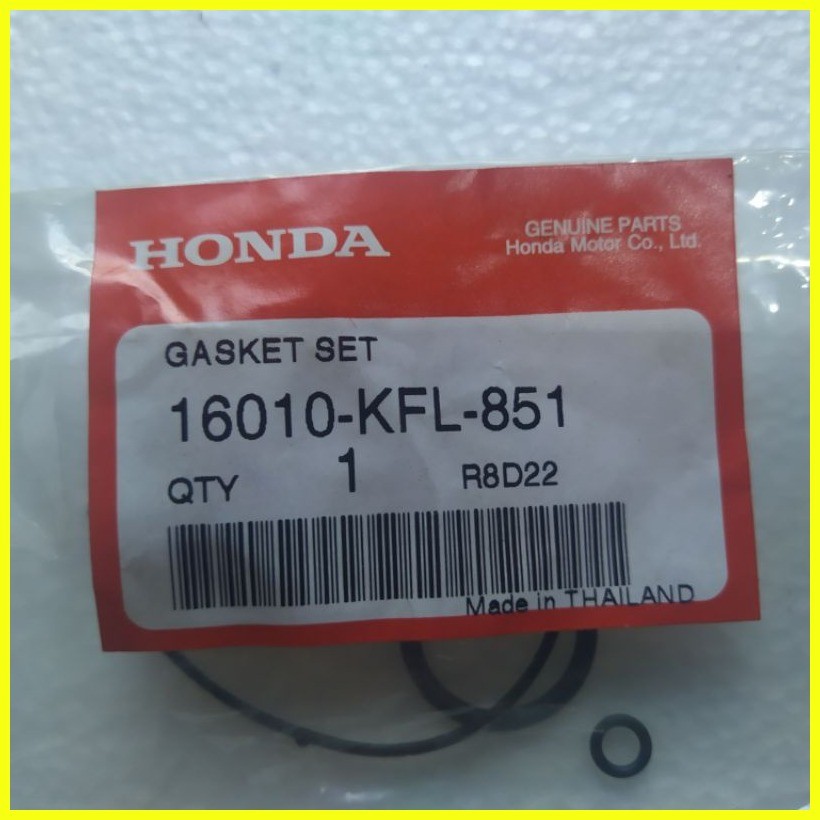 HONDA
GENUINE PARTS
Honda Motor Co., Ltd.
GASKET SET
16010-KFL-851
QTY 1 R8D22
Made in THAILAND